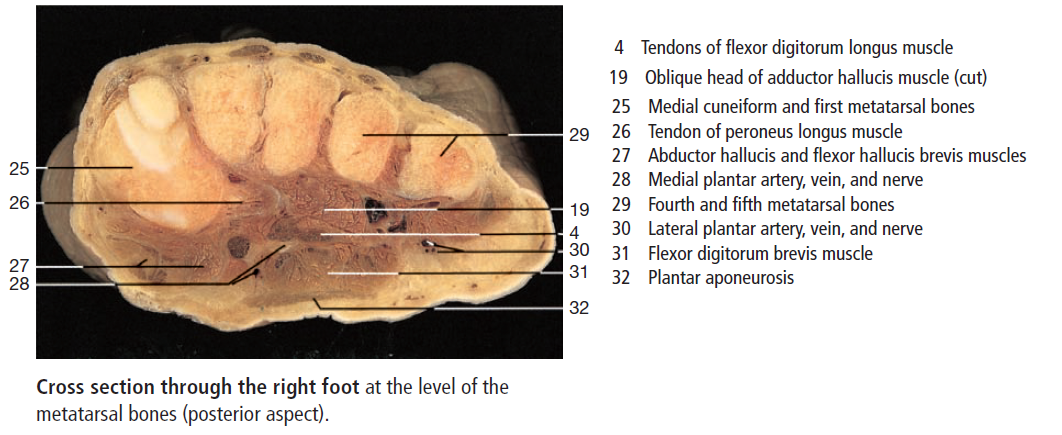 4 Tendons of flexor digitorum longus muscle
19 Oblique head of adductor hallucis muscle (cut)
25 Medial cuneiform and first metatarsal bones
26 Tendon of peroneus longus muscle
27 Abductor hallucis and flexor hallucis brevis muscles
28 Medial plantar artery, vein, and nerve
29 Fourth and fifth metatarsal bones
30 Lateral plantar artery, vein, and nerve
31 Flexor digitorum brevis muscle
32 Plantar aponeurosis
25
26
27
28
29
19
4
30
31
32
Cross section through the right foot at the level of the
metatarsal bones (posterior aspect).